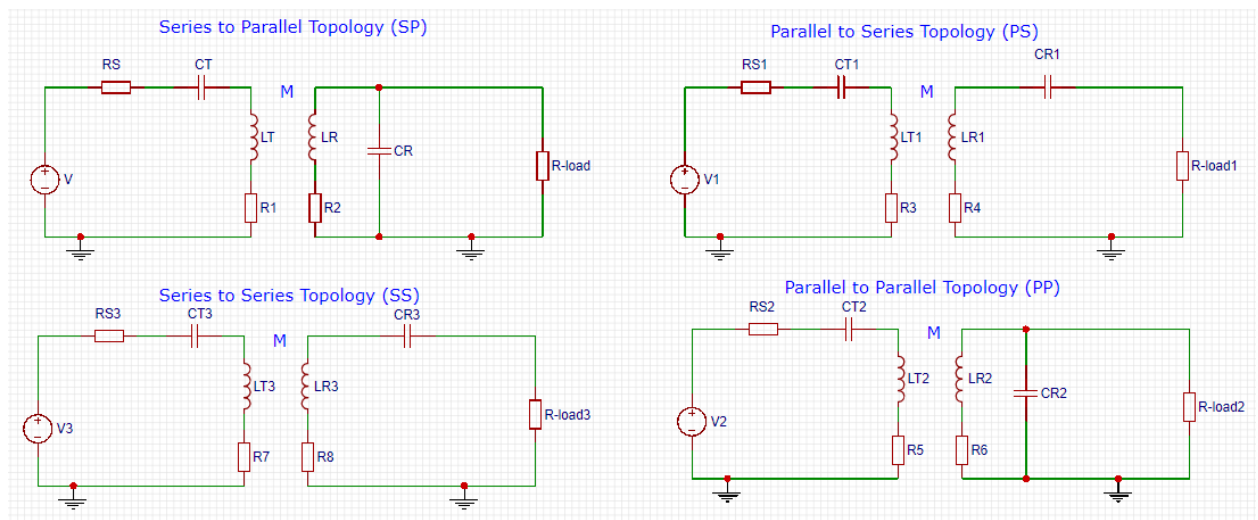 Series to Parallel Topology (SP)
RS
CT
M
LT
LR
CR
R-load
V
R1
R2
Parallel to Series Topology (PS)
RS1
CT1
M
CR1
LT1
LR1
R-load1
V1
R3
R4
Series to Series Topology (SS)
RS3
CT3
M
CR3
LT3
LR3
R-load3
V3
R7
R8
Parallel to Parallel Topology (PP)
RS2
CT2
M
LT2
LR2
CR2
R-load2
V2
R5
R6